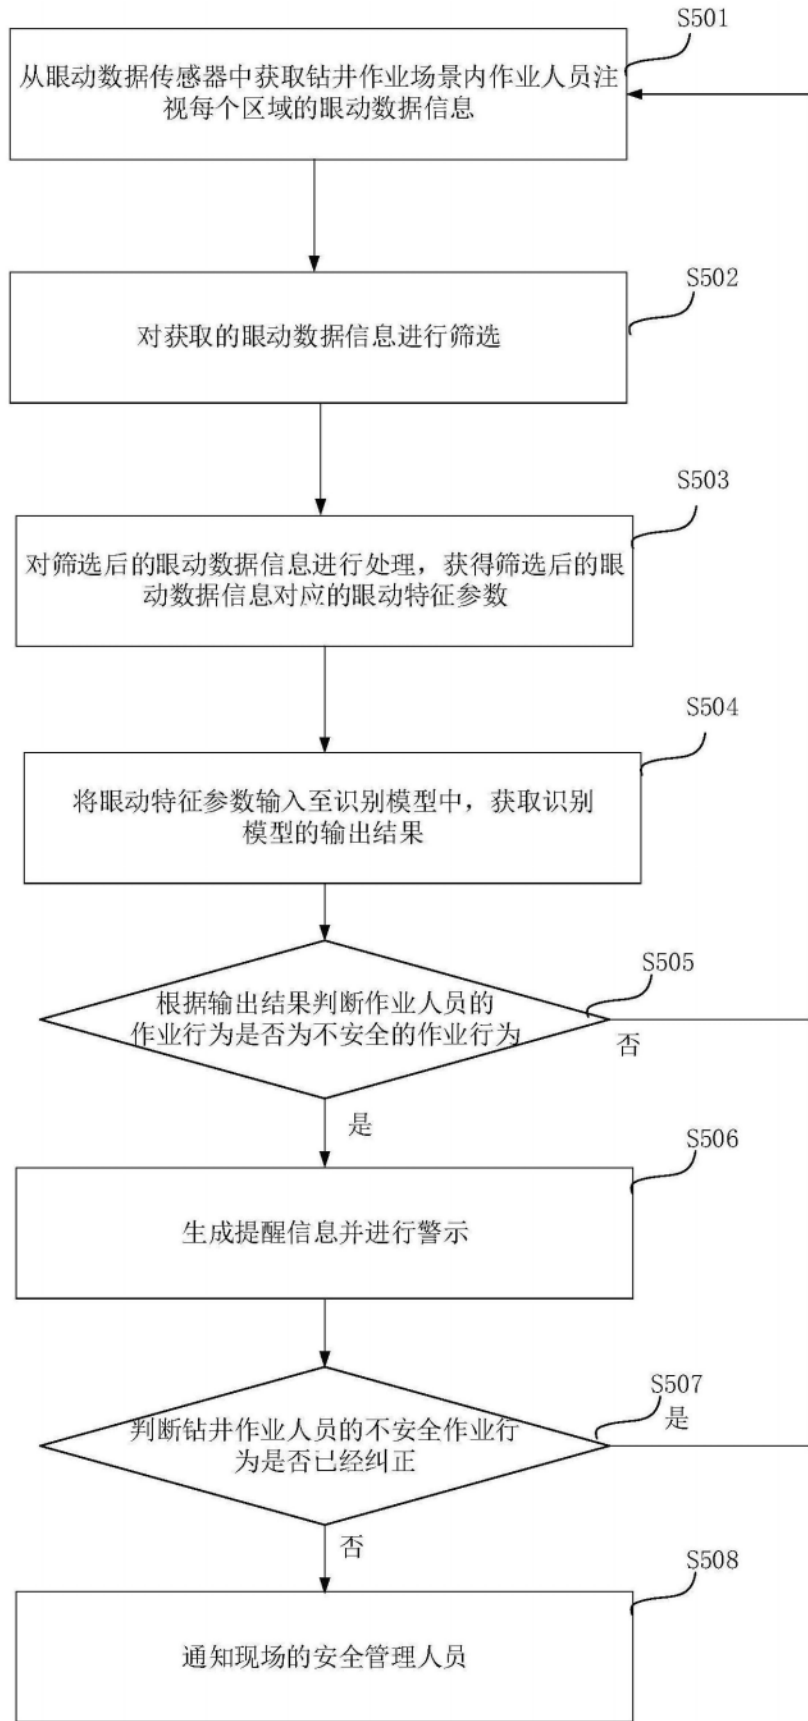 S501
从眼动数据传感器中获取钻井作业场景内作业人员注
视每个区域的眼动数据信息
S502
对获取的眼动数据信息进行筛选
S503
对筛选后的眼动数据信息进行处理，获得筛选后的眼
动数据信息对应的眼动特征参数
S504
将眼动特征参数输入至识别模型中，获取识别
模型的输出结果
S505
根据输出结果判断作业人员的
作业行为是否为不安全的作业行为
否
是
S506
生成提醒信息并进行警示
S507
是
判断钻井作业人员的不安全作业行
为是否已经纠正
否
S508
通知现场的安全管理人员